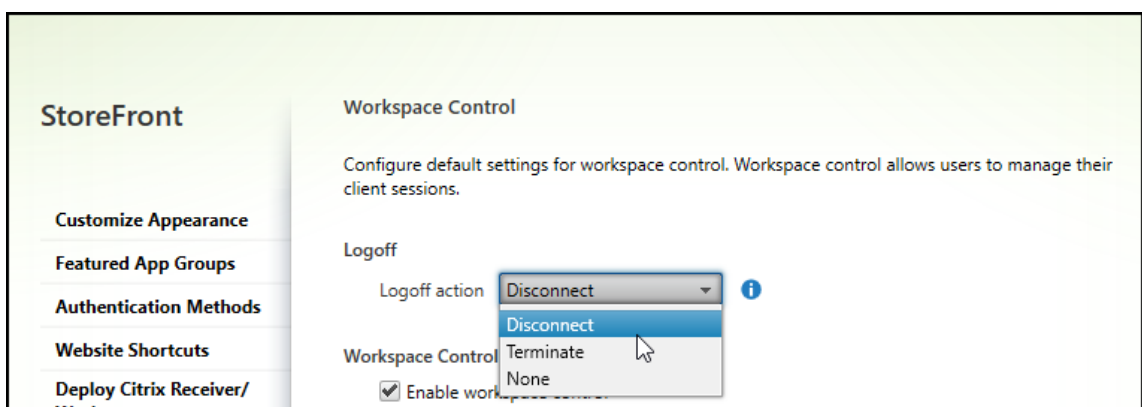 StoreFront
Customize Appearance
Featured App Groups
Authentication Methods
Website Shortcuts
Deploy Citrix Receiver/
Workspace Control
Configure default settings for workspace control. Workspace control allows users to manage their
client sessions.
Logoff
Logoff action Disconnect
Disconnect
Terminate
None
Workspace Control
Enable